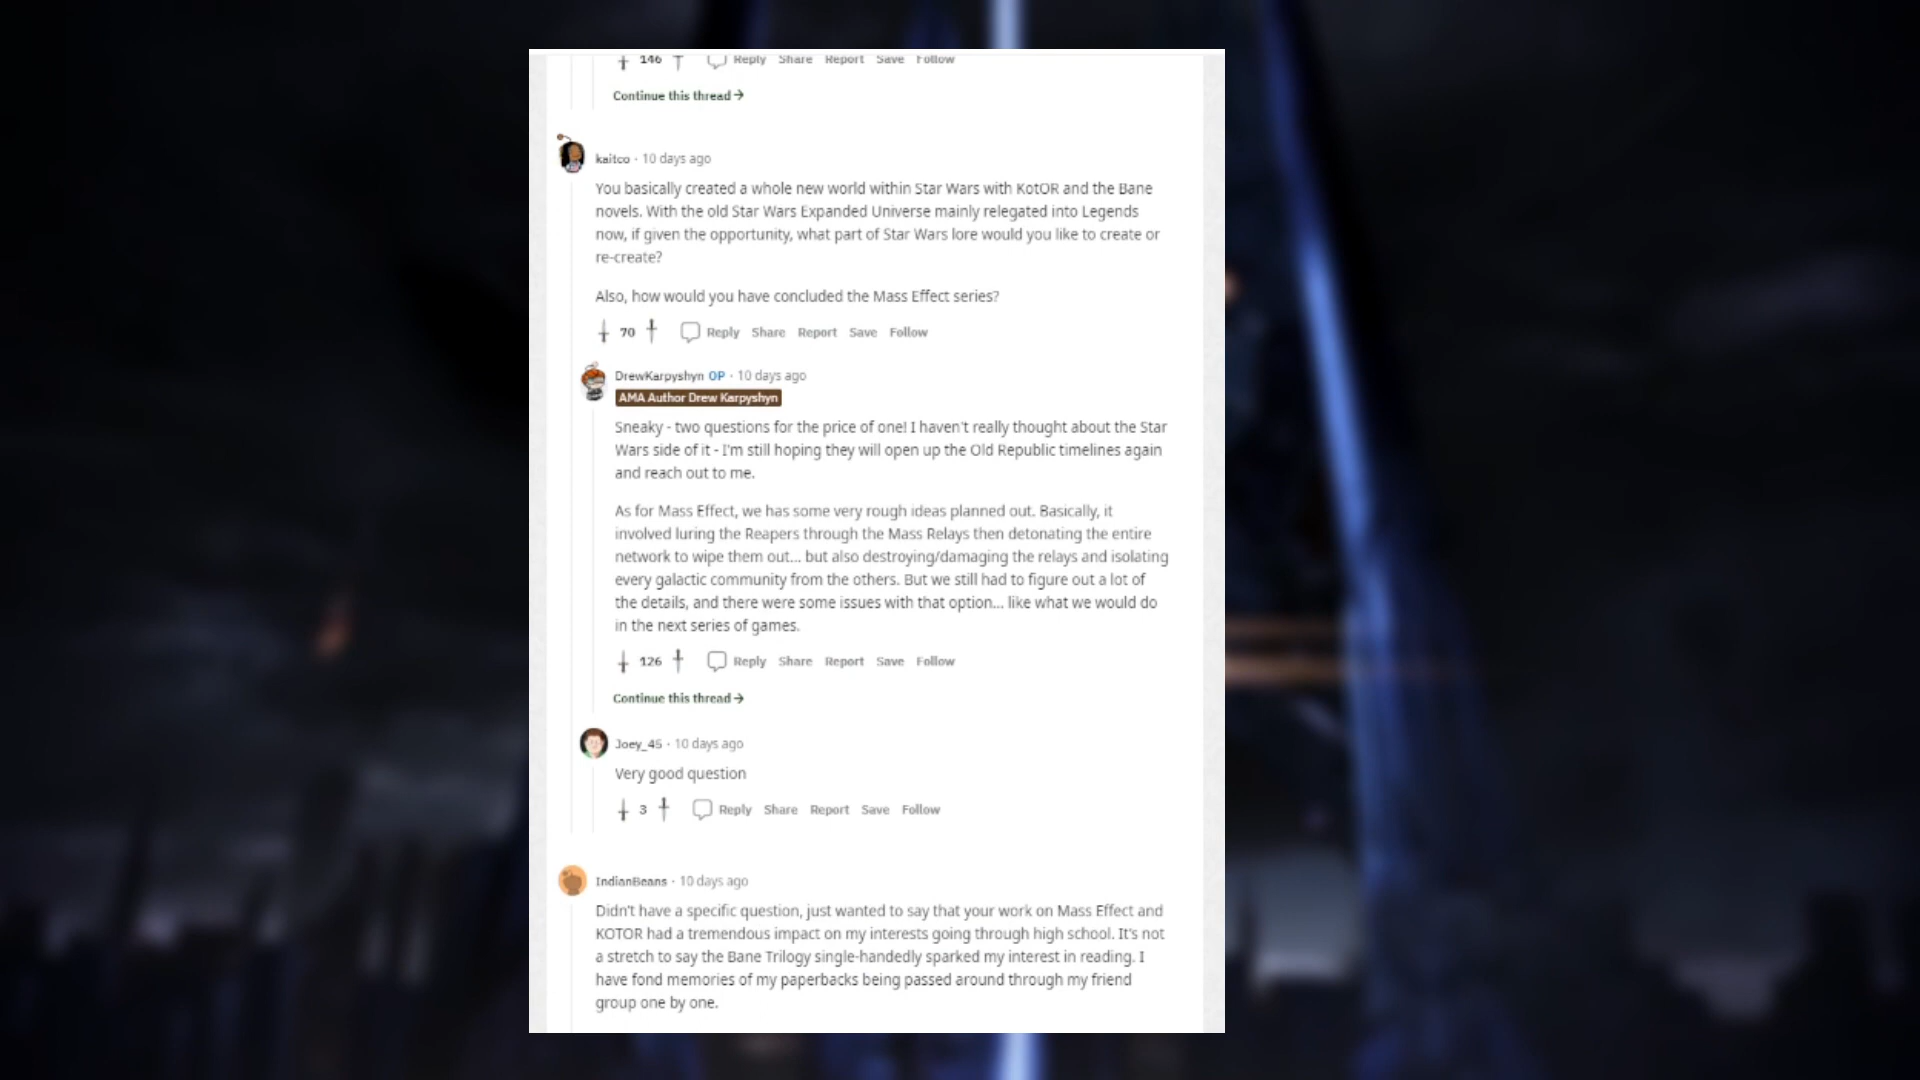 146 Reply Share Report Save Follow
Continue this thread →
kaitco · 10 days ago
You basically created a whole new world within Star Wars with KotOR and the Bane
novels. With the old Star Wars Expanded Universe mainly relegated into Legends
now, if given the opportunity, what part of Star Wars lore would you like to create or
re-create?
Also, how would you have concluded the Mass Effect series?
70 Reply Share Report Save Follow
DrewKarpyshyn OP · 10 days ago
AMA Author Drew Karpyshyn
Sneaky - two questions for the price of one! I haven't really thought about the Star
Wars side of it - I'm still hoping they will open up the Old Republic timelines again
and reach out to me.
As for Mass Effect, we has some very rough ideas planned out. Basically, it
involved luring the Reapers through the Mass Relays then detonating the entire
network to wipe them out... but also destroying/damaging the relays and isolating
every galactic community from the others. But we still had to figure out a lot of
the details, and there were some issues with that option... like what we would do
in the next series of games.
126 Reply Share Report Save Follow
Continue this thread →
Joey_45 · 10 days ago
Very good question
3 Reply Share Report Save Follow
IndianBeans · 10 days ago
Didn't have a specific question, just wanted to say that your work on Mass Effect and
KOTOR had a tremendous impact on my interests going through high school. It's not
a stretch to say the Bane Trilogy single-handedly sparked my interest in reading. I
have fond memories of my paperbacks being passed around through my friend
group one by one.